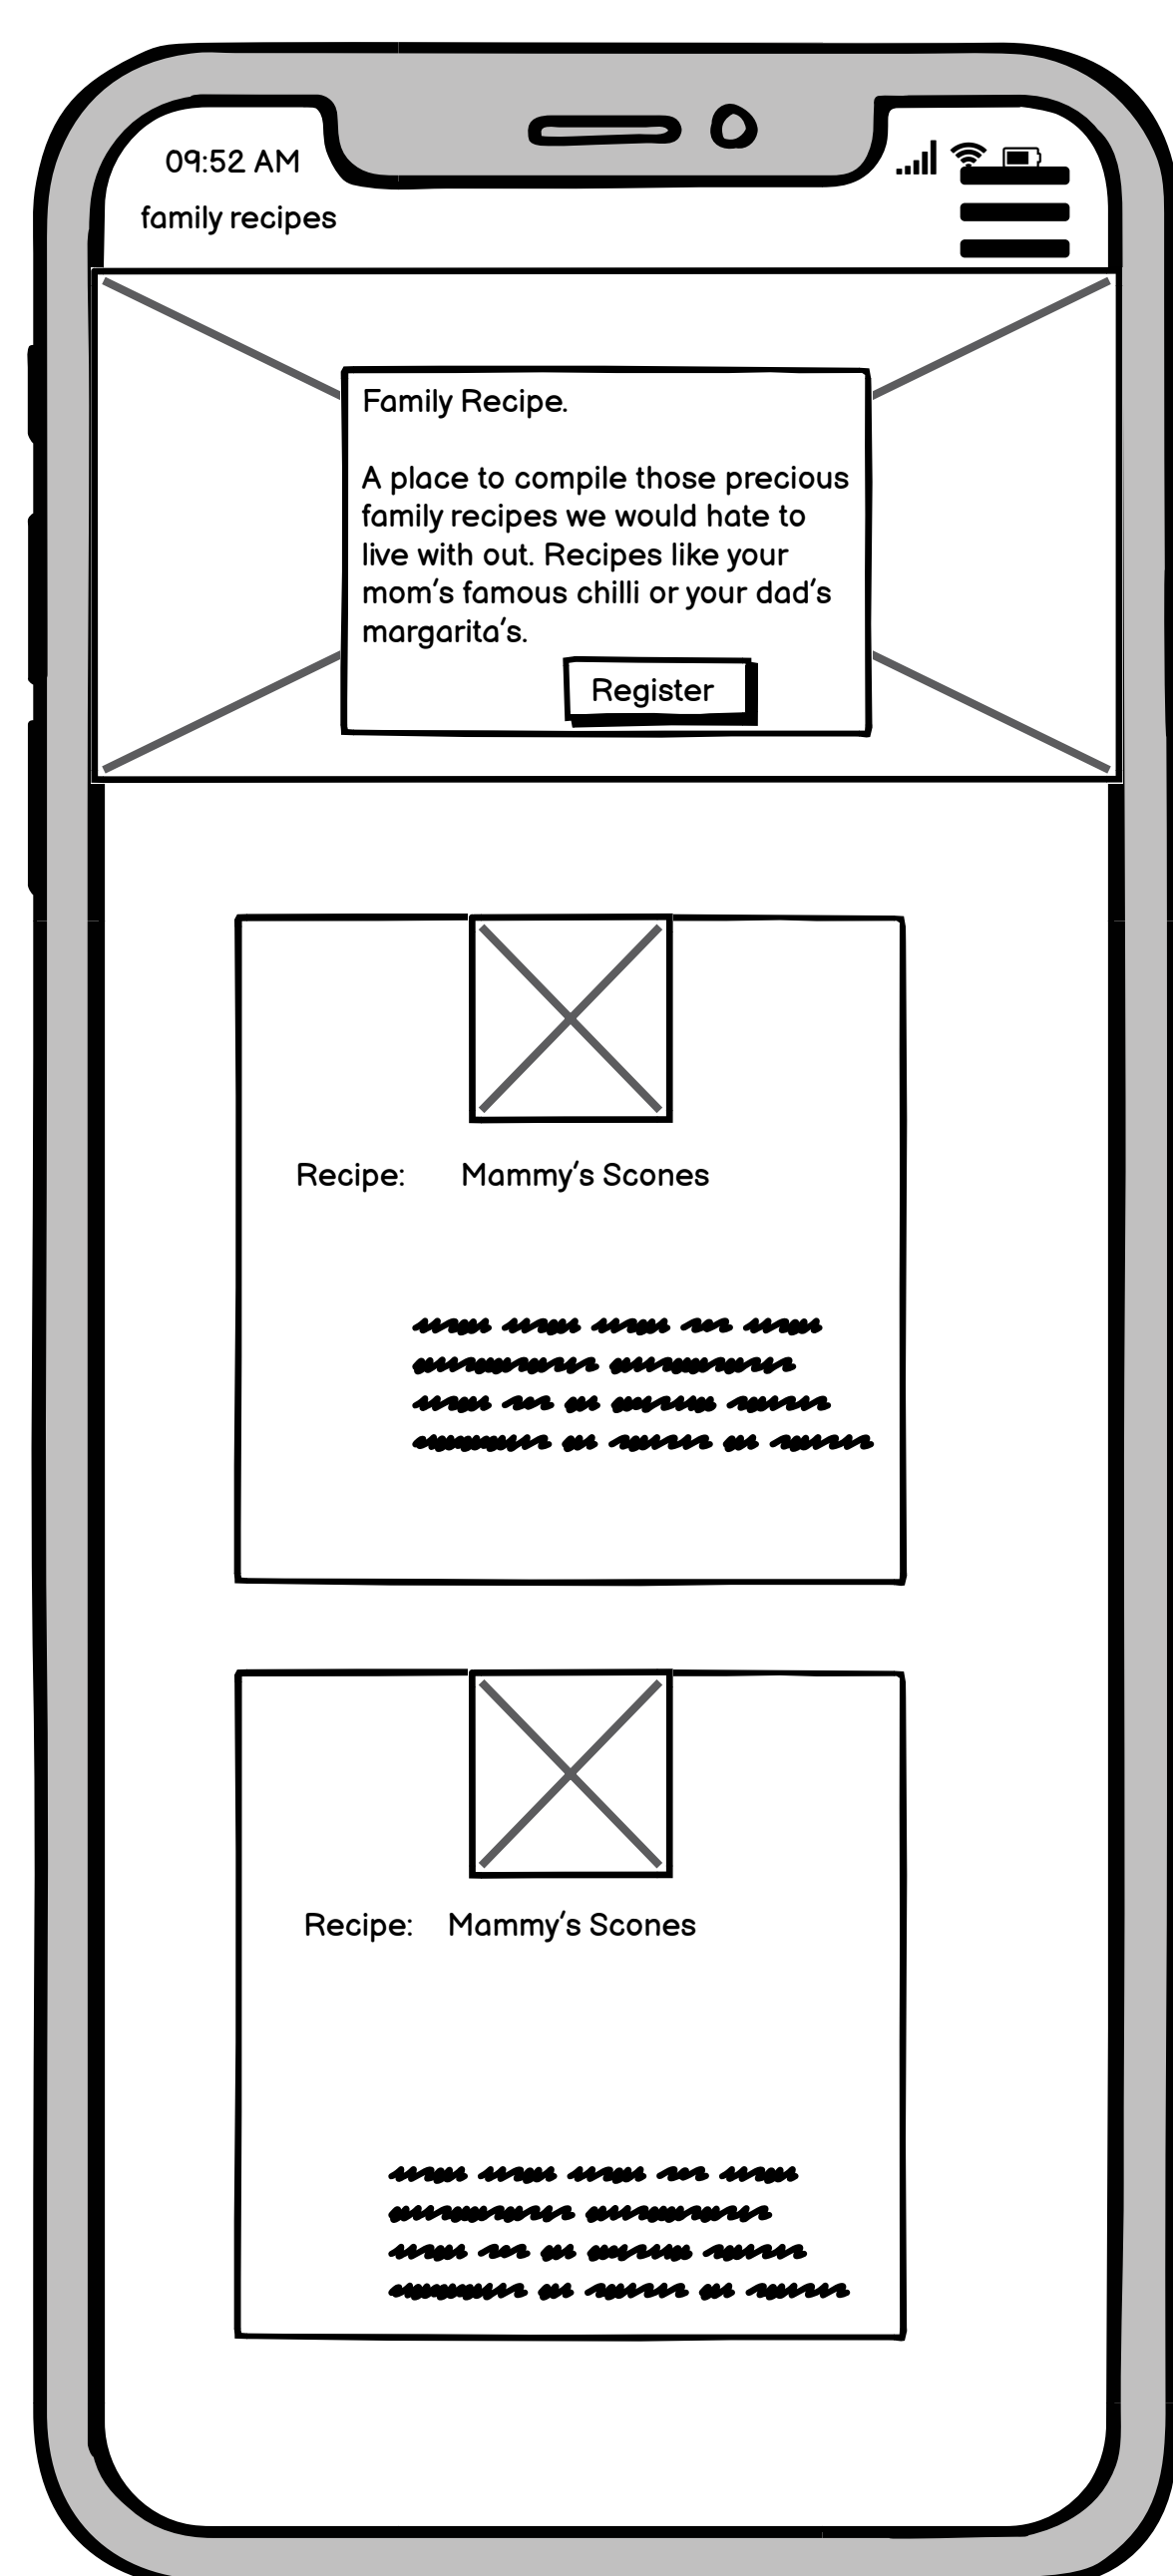 09:52 AM
family recipes
Family Recipe.
A place to compile those precious
family recipes we would hate to
live with out. Recipes like your
mom's famous chilli or your dad's
margarita's.
Register
Recipe: Mammy's Scones
Recipe: Mammy's Scones